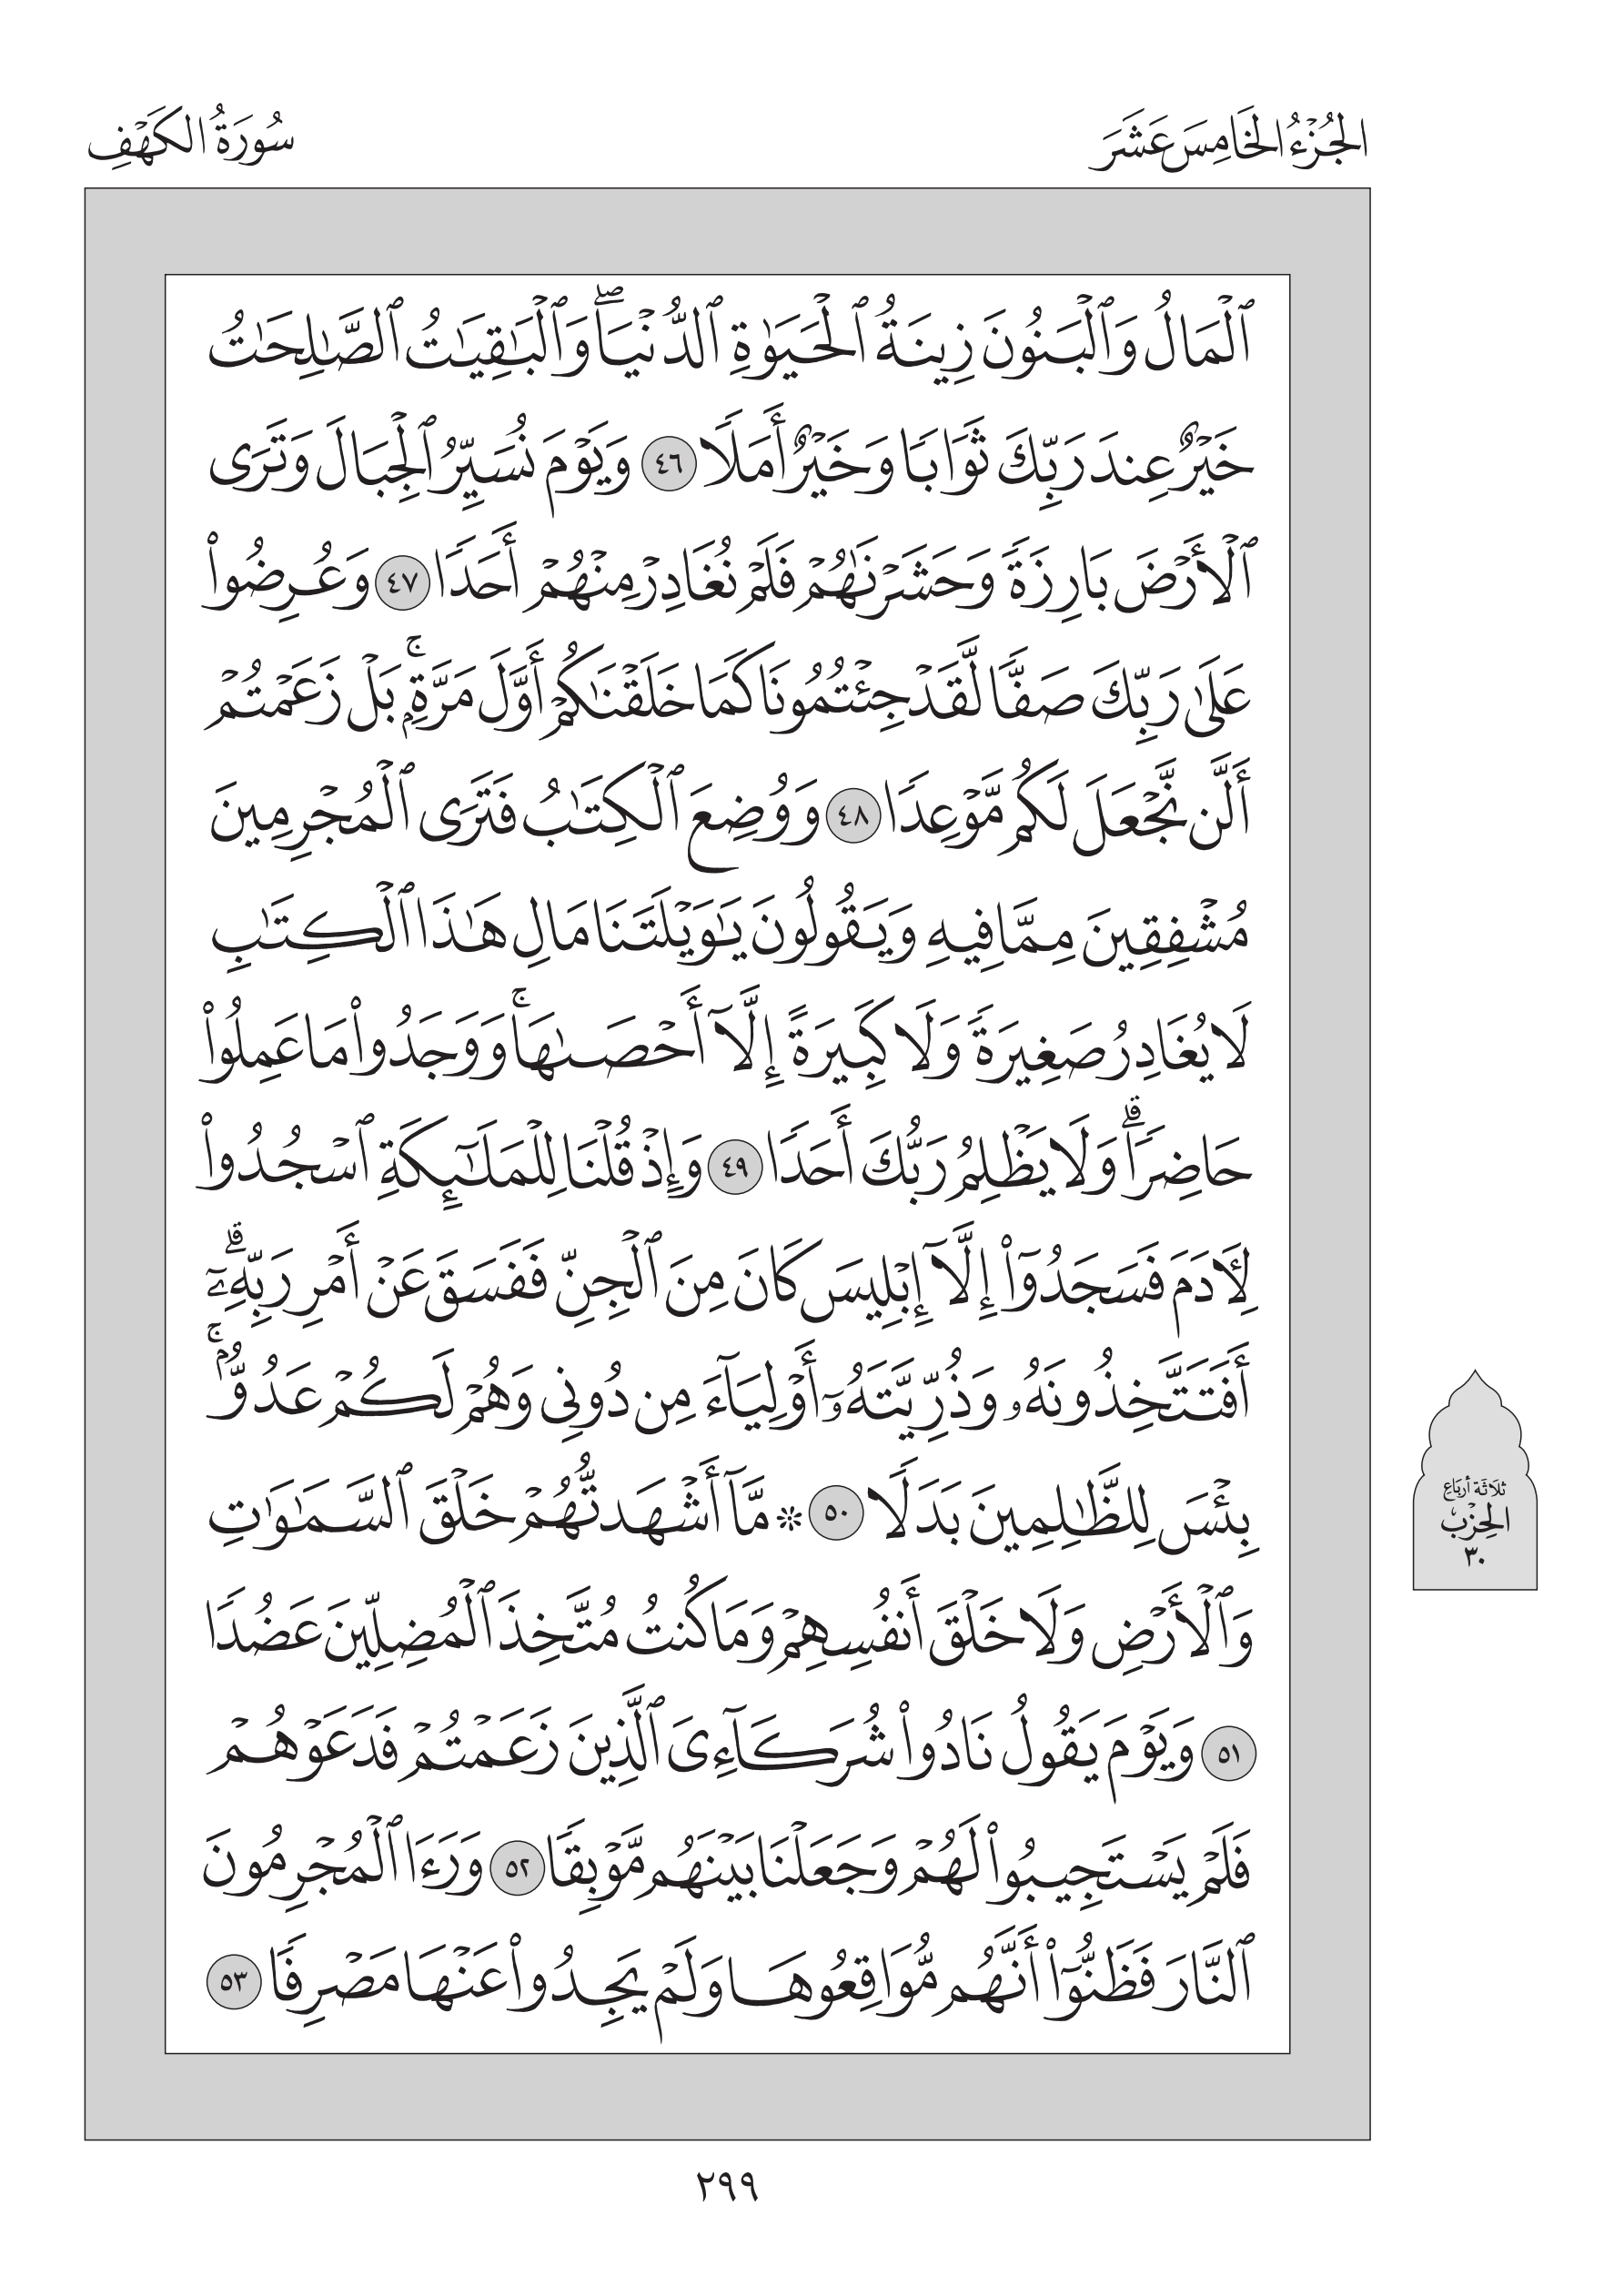 الجُزْءُ الخَامِسَ عَشَرَ
سُورَةُ الكَهْفِ
ٱلْمَالُ وَٱلْبَنُونَ زِينَةُ ٱلْحَيَوٰةِ ٱلدُّنْيَاۖ وَٱلْبَٰقِيَٰتُ ٱلصَّٰلِحَٰتُ
خَيْرٌ عِندَ رَبِّكَ ثَوَابًا وَخَيْرٌ أَمَلًا ٤٦ وَيَوْمَ نُسَيِّرُ ٱلْجِبَالَ وَتَرَى
ٱلْأَرْضَ بَارِزَةً وَحَشَرْنَٰهُمْ فَلَمْ نُغَادِرْ مِنْهُمْ أَحَدًا ٤٧ وَعُرِضُوا۟
عَلَىٰ رَبِّكَ صَفًّا لَّقَدْ جِئْتُمُونَا كَمَا خَلَقْنَٰكُمْ أَوَّلَ مَرَّةٍۭۚ بَلْ زَعَمْتُمْ
أَلَّن نَّجْعَلَ لَكُم مَّوْعِدًا ٤٨ وَوُضِعَ ٱلْكِتَٰبُ فَتَرَى ٱلْمُجْرِمِينَ
مُشْفِقِينَ مِمَّا فِيهِ وَيَقُولُونَ يَٰوَيْلَتَنَا مَالِ هَٰذَا ٱلْكِتَٰبِ
لَا يُغَادِرُ صَغِيرَةً وَلَا كَبِيرَةً إِلَّآ أَحْصَىٰهَاۚ وَوَجَدُوا۟ مَا عَمِلُوا۟
حَاضِرًاۗ وَلَا يَظْلِمُ رَبُّكَ أَحَدًا ٤٩ وَإِذْ قُلْنَا لِلْمَلَٰٓئِكَةِ ٱسْجُدُوا۟
لِـَٔادَمَ فَسَجَدُوٓا۟ إِلَّآ إِبْلِيسَ كَانَ مِنَ ٱلْجِنِّ فَفَسَقَ عَنْ أَمْرِ رَبِّهِۦٓۗ
أَفَتَتَّخِذُونَهُۥ وَذُرِّيَّتَهُۥٓ أَوْلِيَآءَ مِن دُونِى وَهُمْ لَكُمْ عَدُوٌّۢۚ
بِئْسَ لِلظَّٰلِمِينَ بَدَلًا ٥٠ ۞ مَّآ أَشْهَدتُّهُمْ خَلْقَ ٱلسَّمَٰوَٰتِ
وَٱلْأَرْضِ وَلَا خَلْقَ أَنفُسِهِمْ وَمَا كُنتُ مُتَّخِذَ ٱلْمُضِلِّينَ عَضُدًا
٥١ وَيَوْمَ يَقُولُ نَادُوا۟ شُرَكَآءِىَ ٱلَّذِينَ زَعَمْتُمْ فَدَعَوْهُمْ
فَلَمْ يَسْتَجِيبُوا۟ لَهُمْ وَجَعَلْنَا بَيْنَهُم مَّوْبِقًا ٥٢ وَرَءَا ٱلْمُجْرِمُونَ
ٱلنَّارَ فَظَنُّوٓا۟ أَنَّهُم مُّوَاقِعُوهَا وَلَمْ يَجِدُوا۟ عَنْهَا مَصْرِفًا ٥٣
ثلاثة أرباع
الحزب
٣٠
٢٩٩